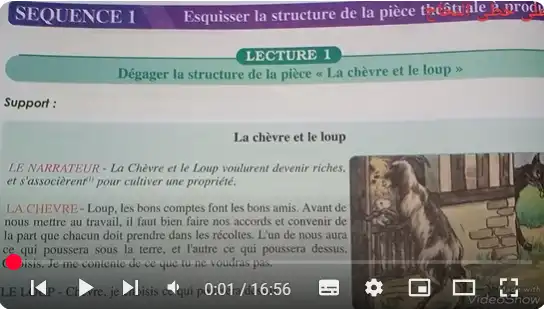 SEQUENCE 1
Esquisser la structure de la pièce théâtrale à prod
LECTURE 1
Dégager la structure de la pièce « La chèvre et le loup »
Support :
La chèvre et le loup
LE NARRATEUR - La Chèvre et le Loup voulurent devenir riches,
et s'associèrent(1) pour cultiver une propriété.
LA CHEVRE - Loup, les bons comptes font les bons amis. Avant de
nous mettre au travail, il faut bien faire nos accords et convenir de
la part que chacun doit prendre dans les récoltes. L'un de nous aura
ce qui poussera sous la terre, et l'autre ce qui poussera dessus.
Choisis. Je me contente de ce que tu ne voudras pas.
LE LOUP - Chèvre, je choisis ce qui
0:01 / 16:56
Made with
VideoShow